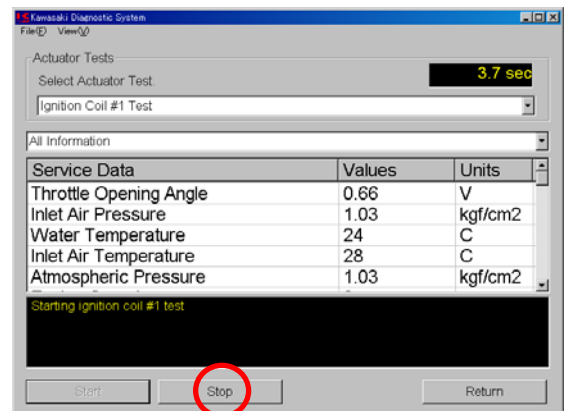 Kawasaki Diagnostic System
File(F) View(V)
Actuator Tests
Select Actuator Test.
3.7 sec
Ignition Coil #1 Test
All Information
Service Data Values Units
Throttle Opening Angle 0.66 V
Inlet Air Pressure 1.03 kgf/cm2
Water Temperature 24 C
Inlet Air Temperature 28 C
Atmospheric Pressure 1.03 kgf/cm2
Starting ignition coil #1 test
Start Stop Return